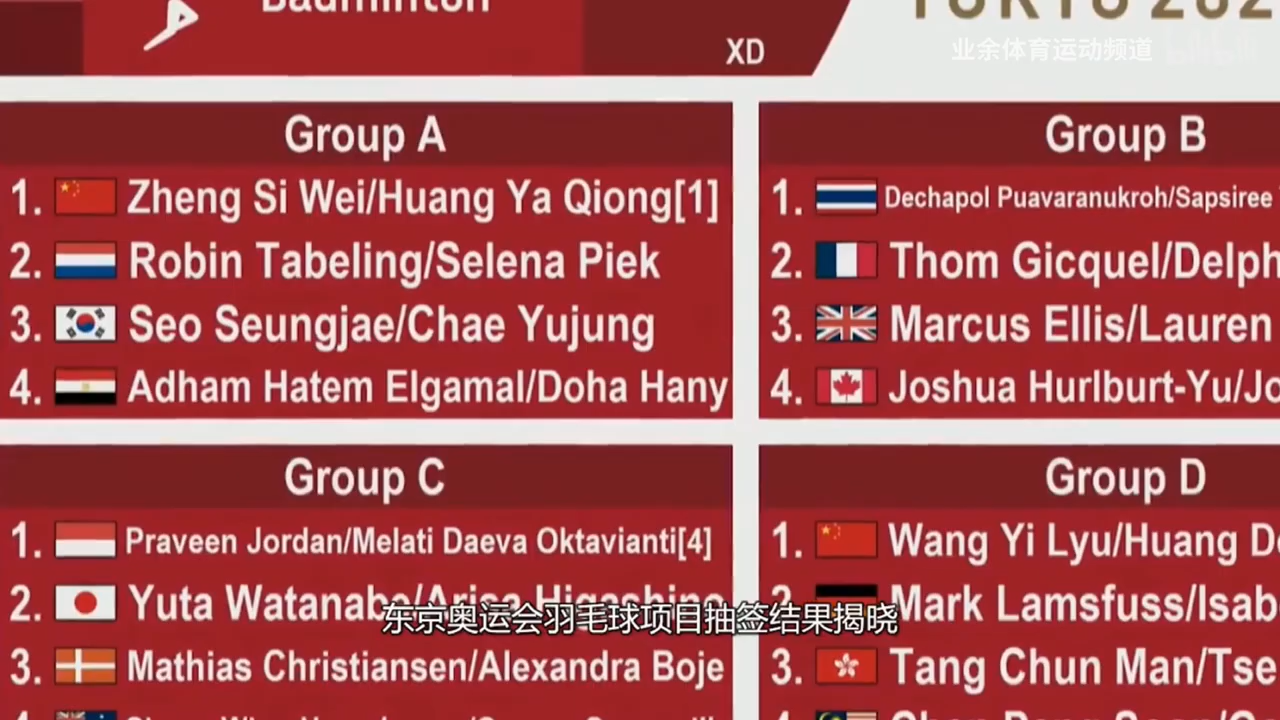 Badminton
TOKYO 202
XD
业余体育运动频道 bilibili
Group A
1. Zheng Si Wei/Huang Ya Qiong[1]
2. Robin Tabeling/Selena Piek
3. Seo Seungjae/Chae Yujung
4. Adham Hatem Elgamal/Doha Hany
Group B
1. Dechapol Puavaranukroh/Sapsiree
2. Thom Gicquel/Delph
3. Marcus Ellis/Lauren
4. Joshua Hurlburt-Yu/Jo
Group C
1. Praveen Jordan/Melati Daeva Oktavianti[4]
2. Yuta Watanabe/Arisa Higashino
3. Mathias Christiansen/Alexandra Boje
4.
Group D
1. Wang Yi Lyu/Huang D
2. Mark Lamsfuss/Isab
3. Tang Chun Man/Tse
东京奥运会羽毛球项目抽签结果揭晓